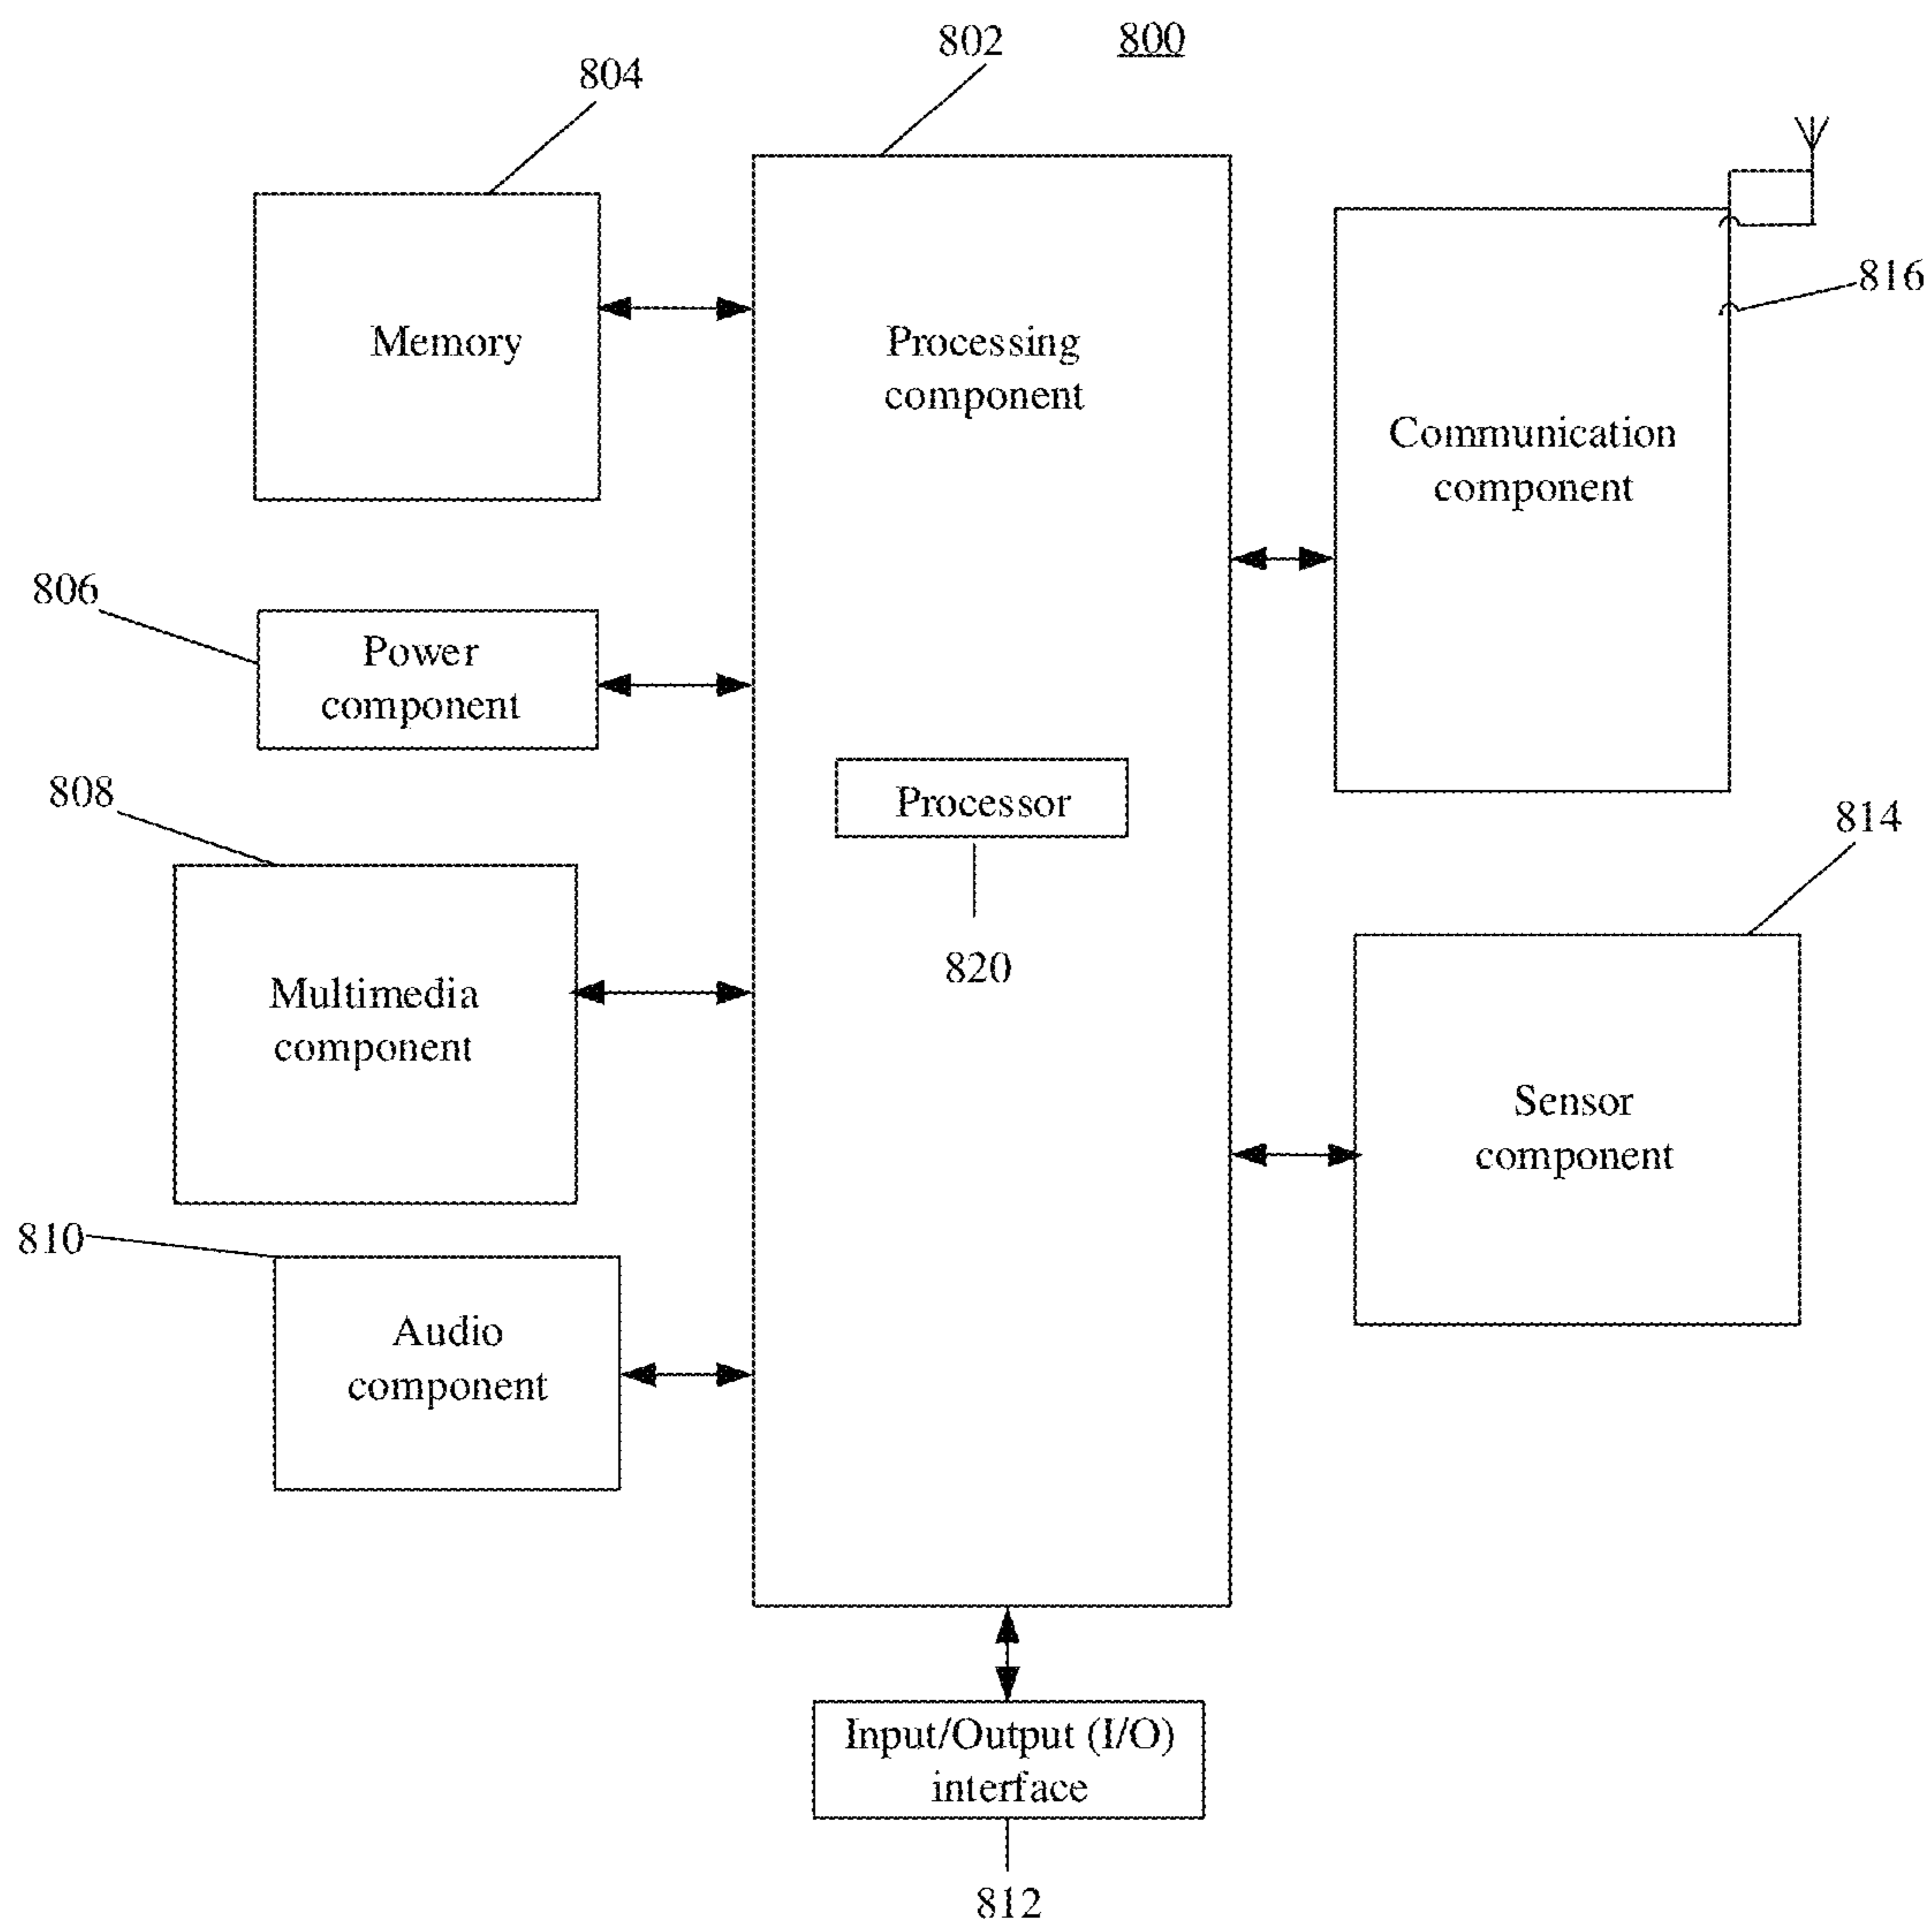 802
800
804
816
Memory
Processing
component
Communication
component
806
Power
component
808
Processor
814
820
Multimedia
component
Sensor
component
810
Audio
component
Input/Output (I/O)
interface
812